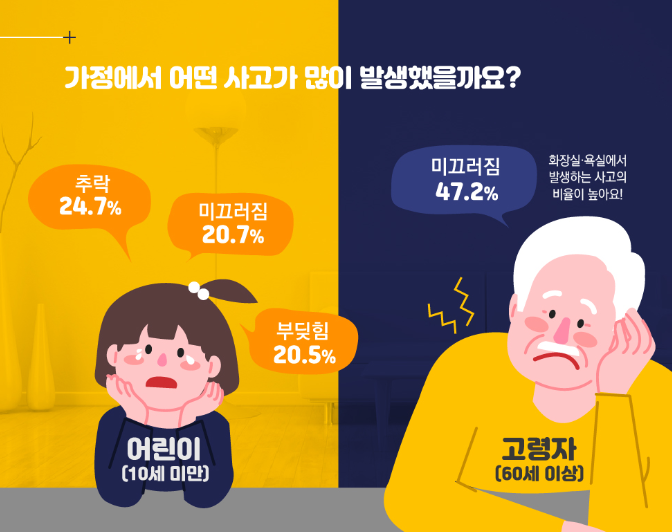 가정에서 어떤 사고가 많이 발생했을까요?
추락
24.7%
미끄러짐
20.7%
부딪힘
20.5%
어린이
(10세 미만)
미끄러짐
47.2%
화장실·욕실에서
발생하는 사고의
비율이 높아요!
고령자
(60세 이상)